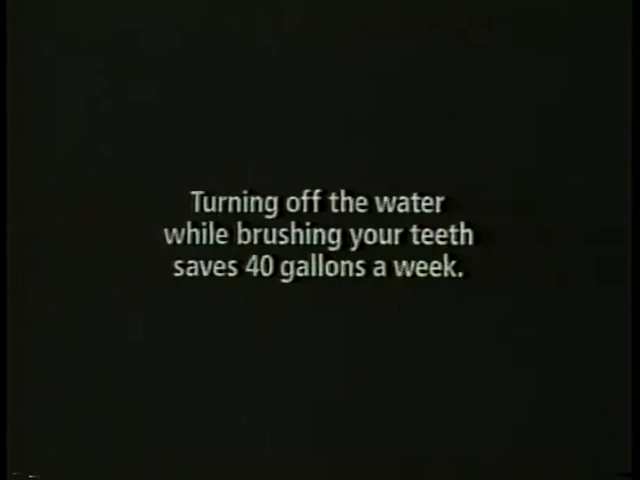 Turning off the water
while brushing your teeth
saves 40 gallons a week.